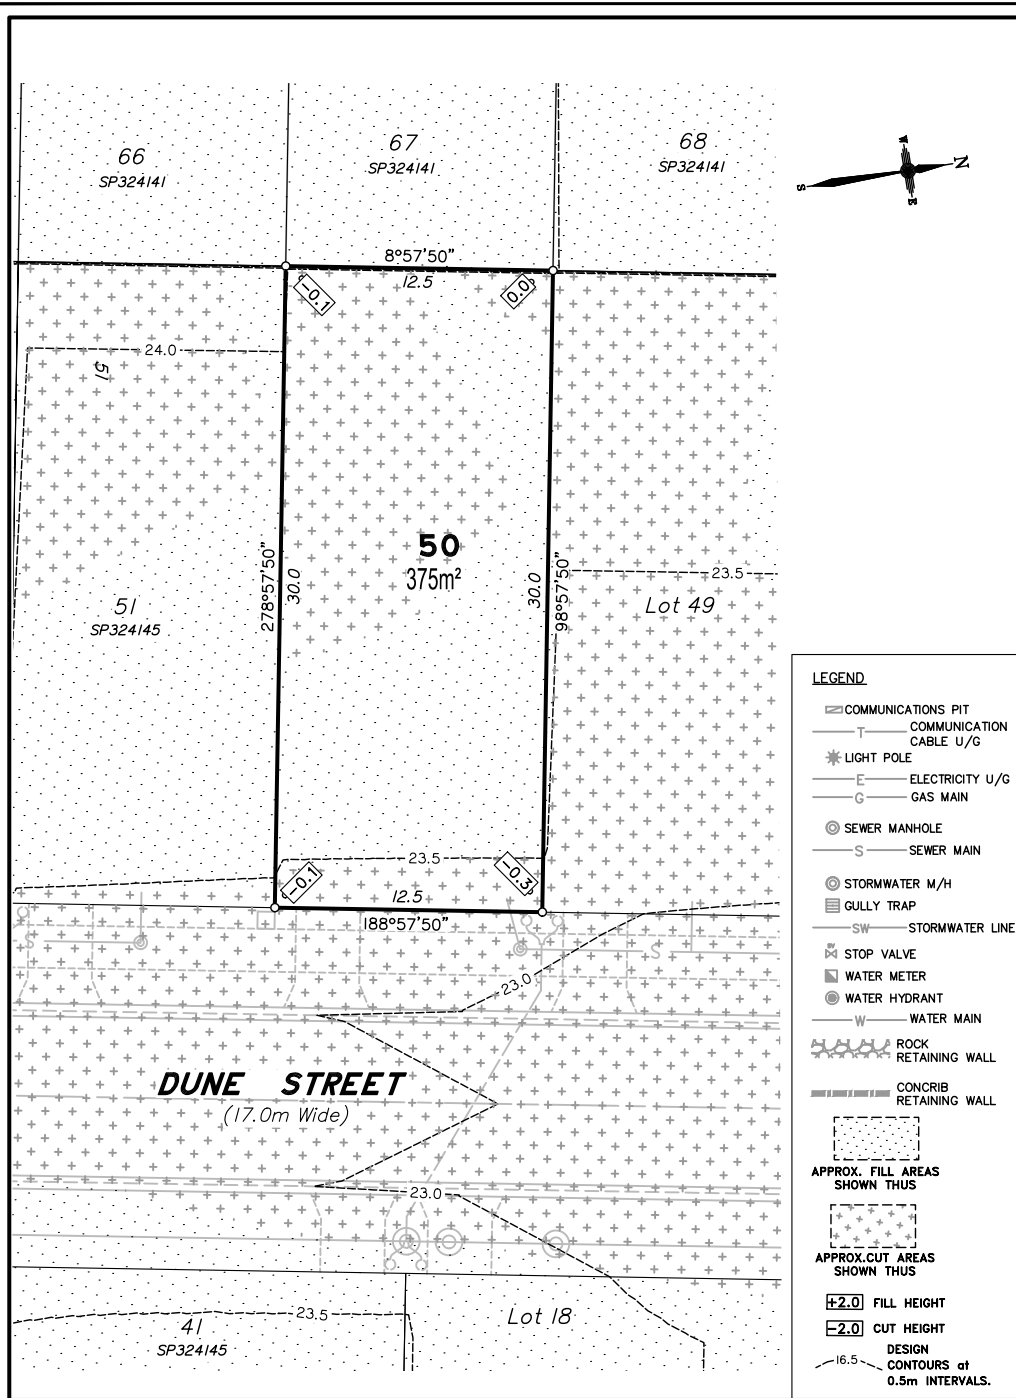 66
SP324141
67
SP324141
68
SP324141
W
N
S
E
8°57'50"
12.5
-0.1
0.0
24.0
51
50
375m²
278°57'50"
30.0
30.0
98°57'50"
23.5
Lot 49
51
SP324145
23.5
-0.1
-0.3
12.5
188°57'50"
S
S
23.0
DUNE STREET
(17.0m Wide)
23.0
23.5
41
SP324145
Lot 18
LEGEND
COMMUNICATIONS PIT
T COMMUNICATION
CABLE U/G
LIGHT POLE
E ELECTRICITY U/G
G GAS MAIN
SEWER MANHOLE
S SEWER MAIN
STORMWATER M/H
GULLY TRAP
SW STORMWATER LINE
SV STOP VALVE
WATER METER
WATER HYDRANT
W WATER MAIN
ROCK
RETAINING WALL
CONCRIB
RETAINING WALL
APPROX. FILL AREAS
SHOWN THUS
APPROX.CUT AREAS
SHOWN THUS
+2.0 FILL HEIGHT
-2.0 CUT HEIGHT
DESIGN
16.5 CONTOURS at
0.5m INTERVALS.